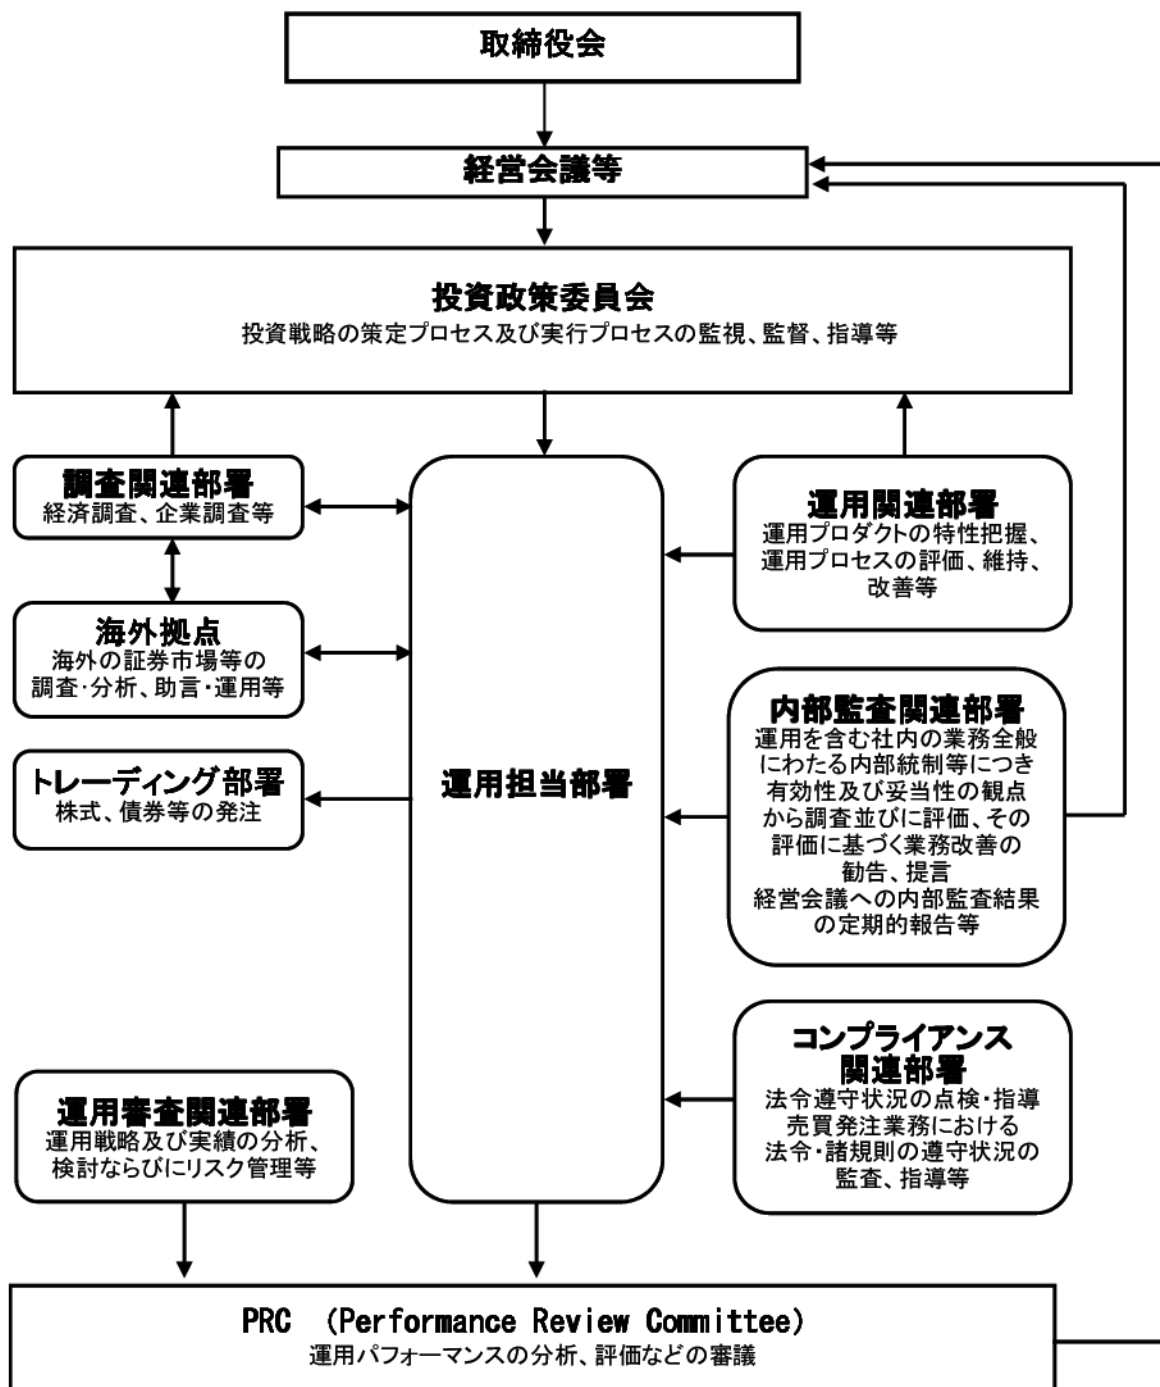 取締役会
経営会議等
投資政策委員会
投資戦略の策定プロセス及び実行プロセスの監視、監督、指導等
調査関連部署
経済調査、企業調査等
海外拠点
海外の証券市場等の
調査・分析、助言・運用等
トレーディング部署
株式、債券等の発注
運用担当部署
運用関連部署
運用プロダクトの特性把握、
運用プロセスの評価、維持、
改善等
内部監査関連部署
運用を含む社内の業務全般
にわたる内部統制等につき
有効性及び妥当性の観点
から調査並びに評価、その
評価に基づく業務改善の
勧告、提言
経営会議への内部監査結果
の定期的報告等
コンプライアンス
関連部署
法令遵守状況の点検・指導
売買発注業務における
法令・諸規則の遵守状況の
監査、指導等
運用審査関連部署
運用戦略及び実績の分析、
検討ならびにリスク管理等
PRC (Performance Review Committee)
運用パフォーマンスの分析、評価などの審議